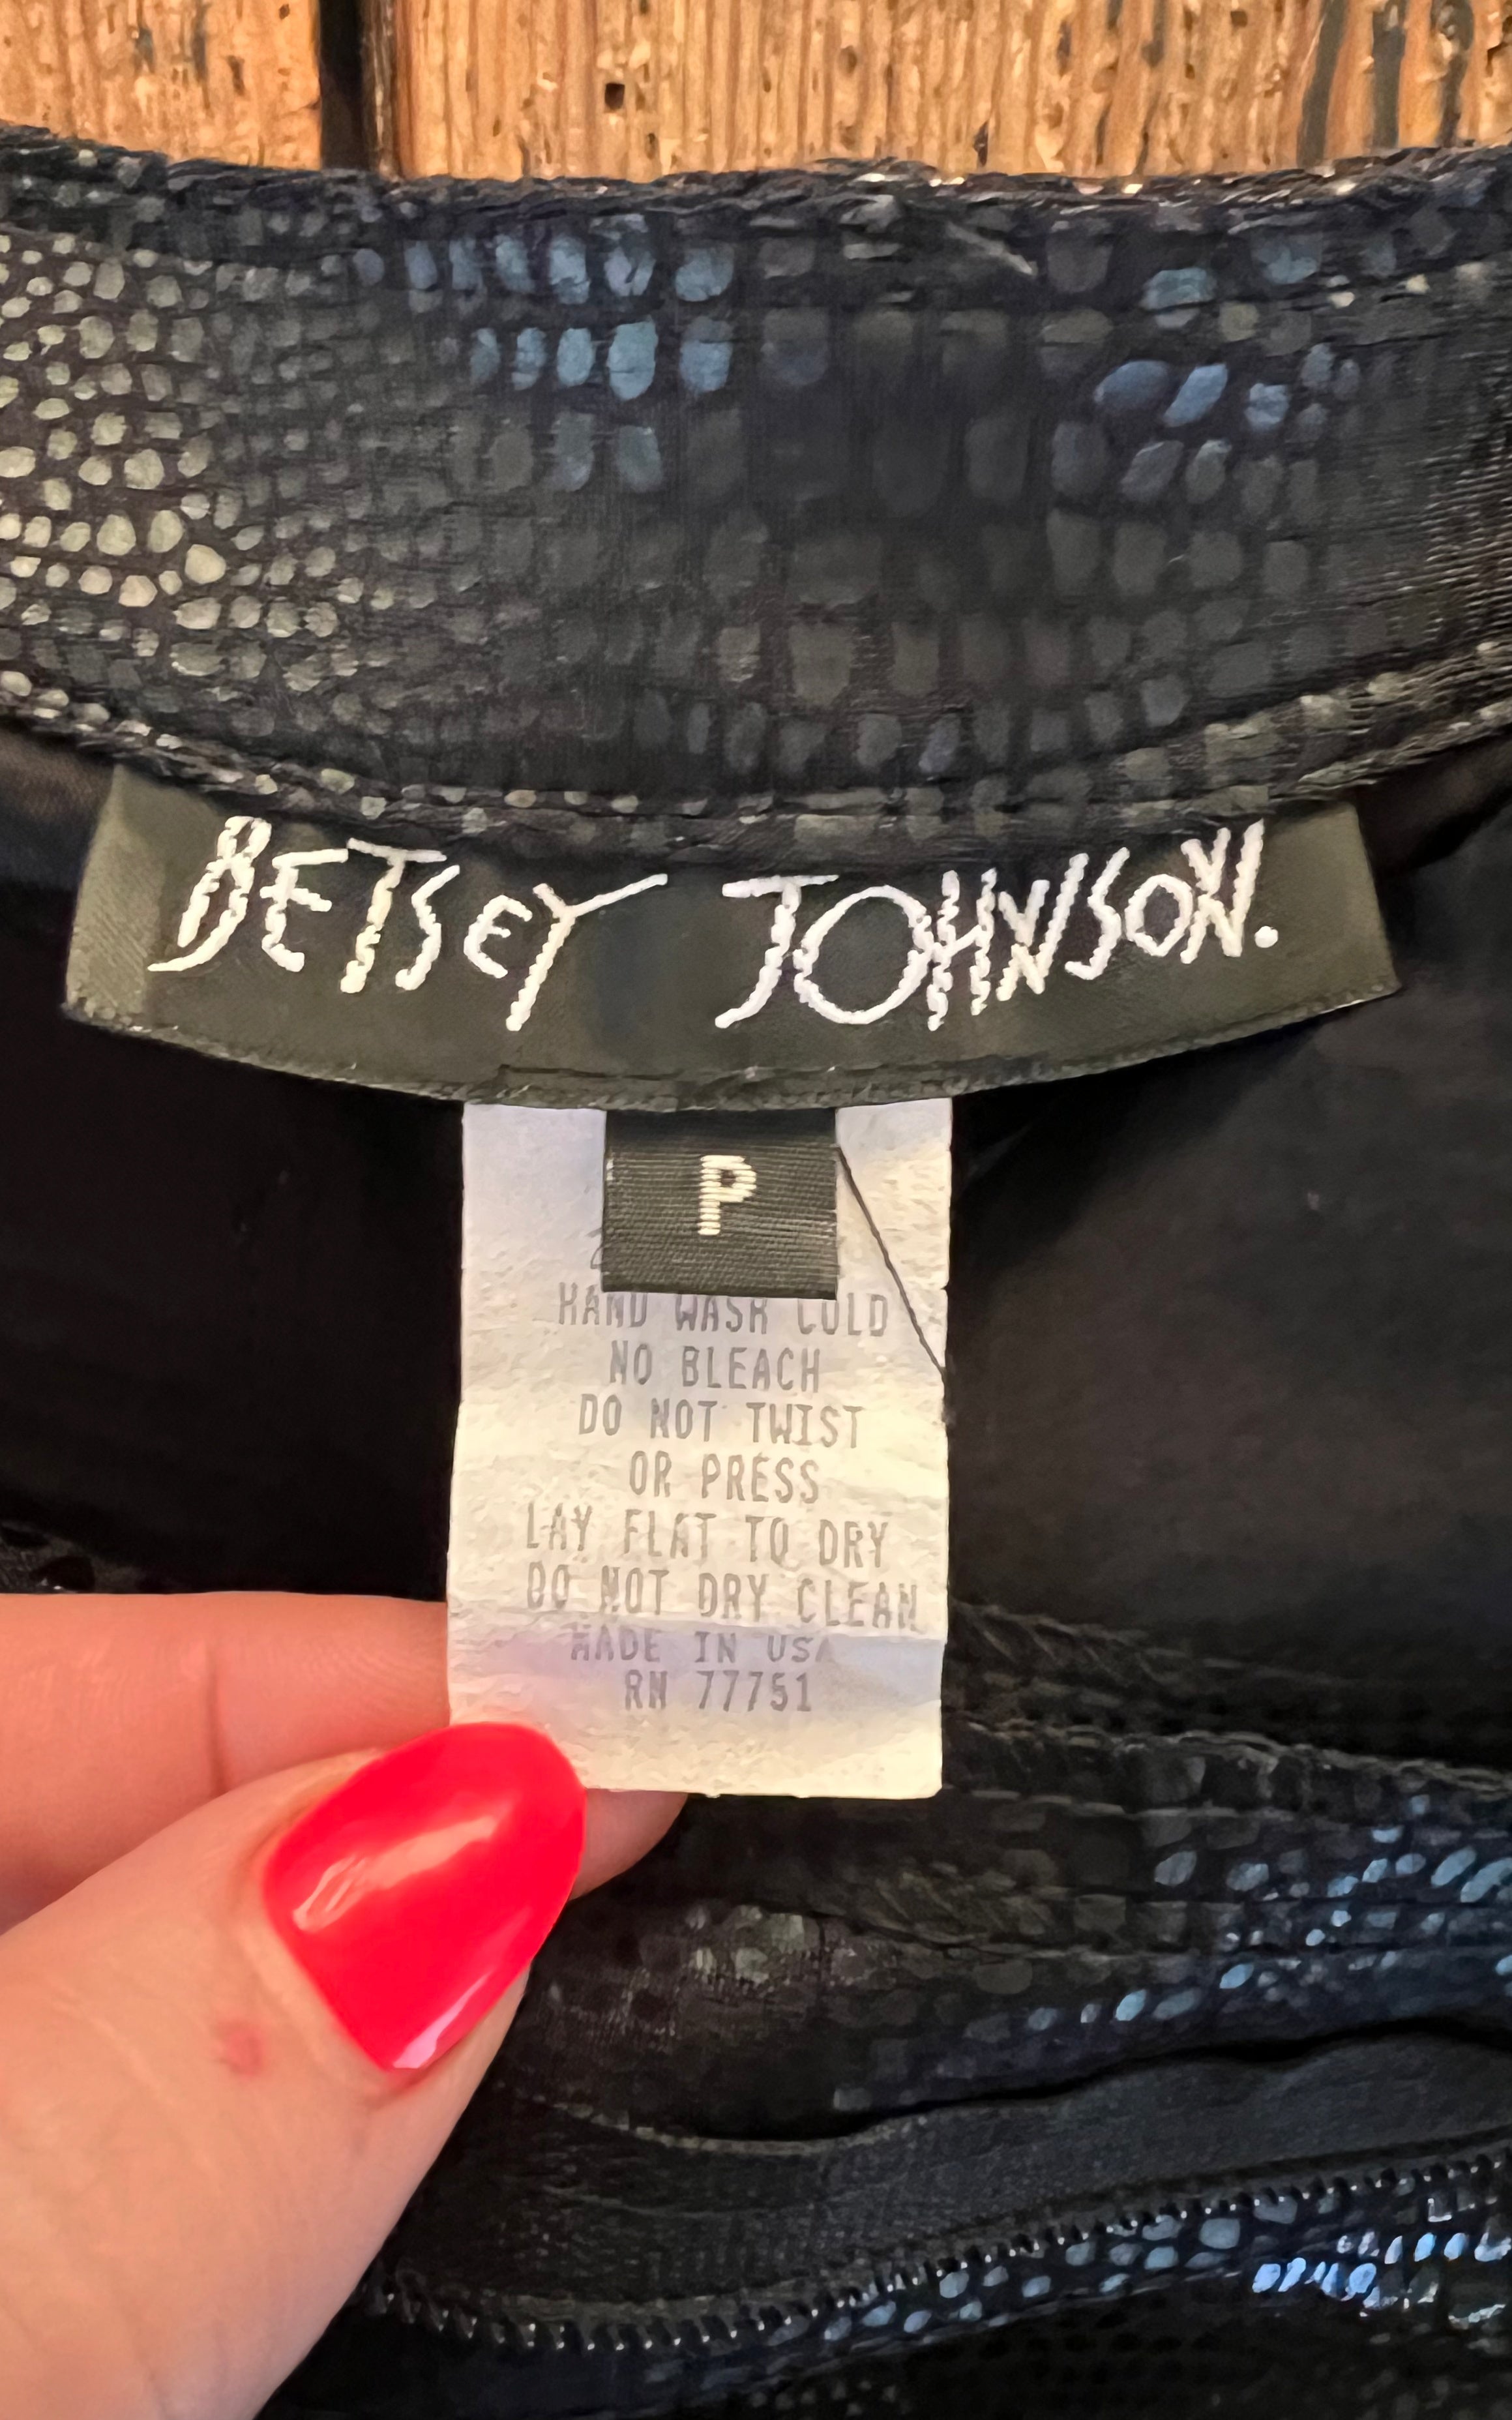 BETSEY JOHNSON.
P
HAND WASH COLD
NO BLEACH
DO NOT TWIST
OR PRESS
LAY FLAT TO DRY
DO NOT DRY CLEAN
MADE IN USA
RN 77751